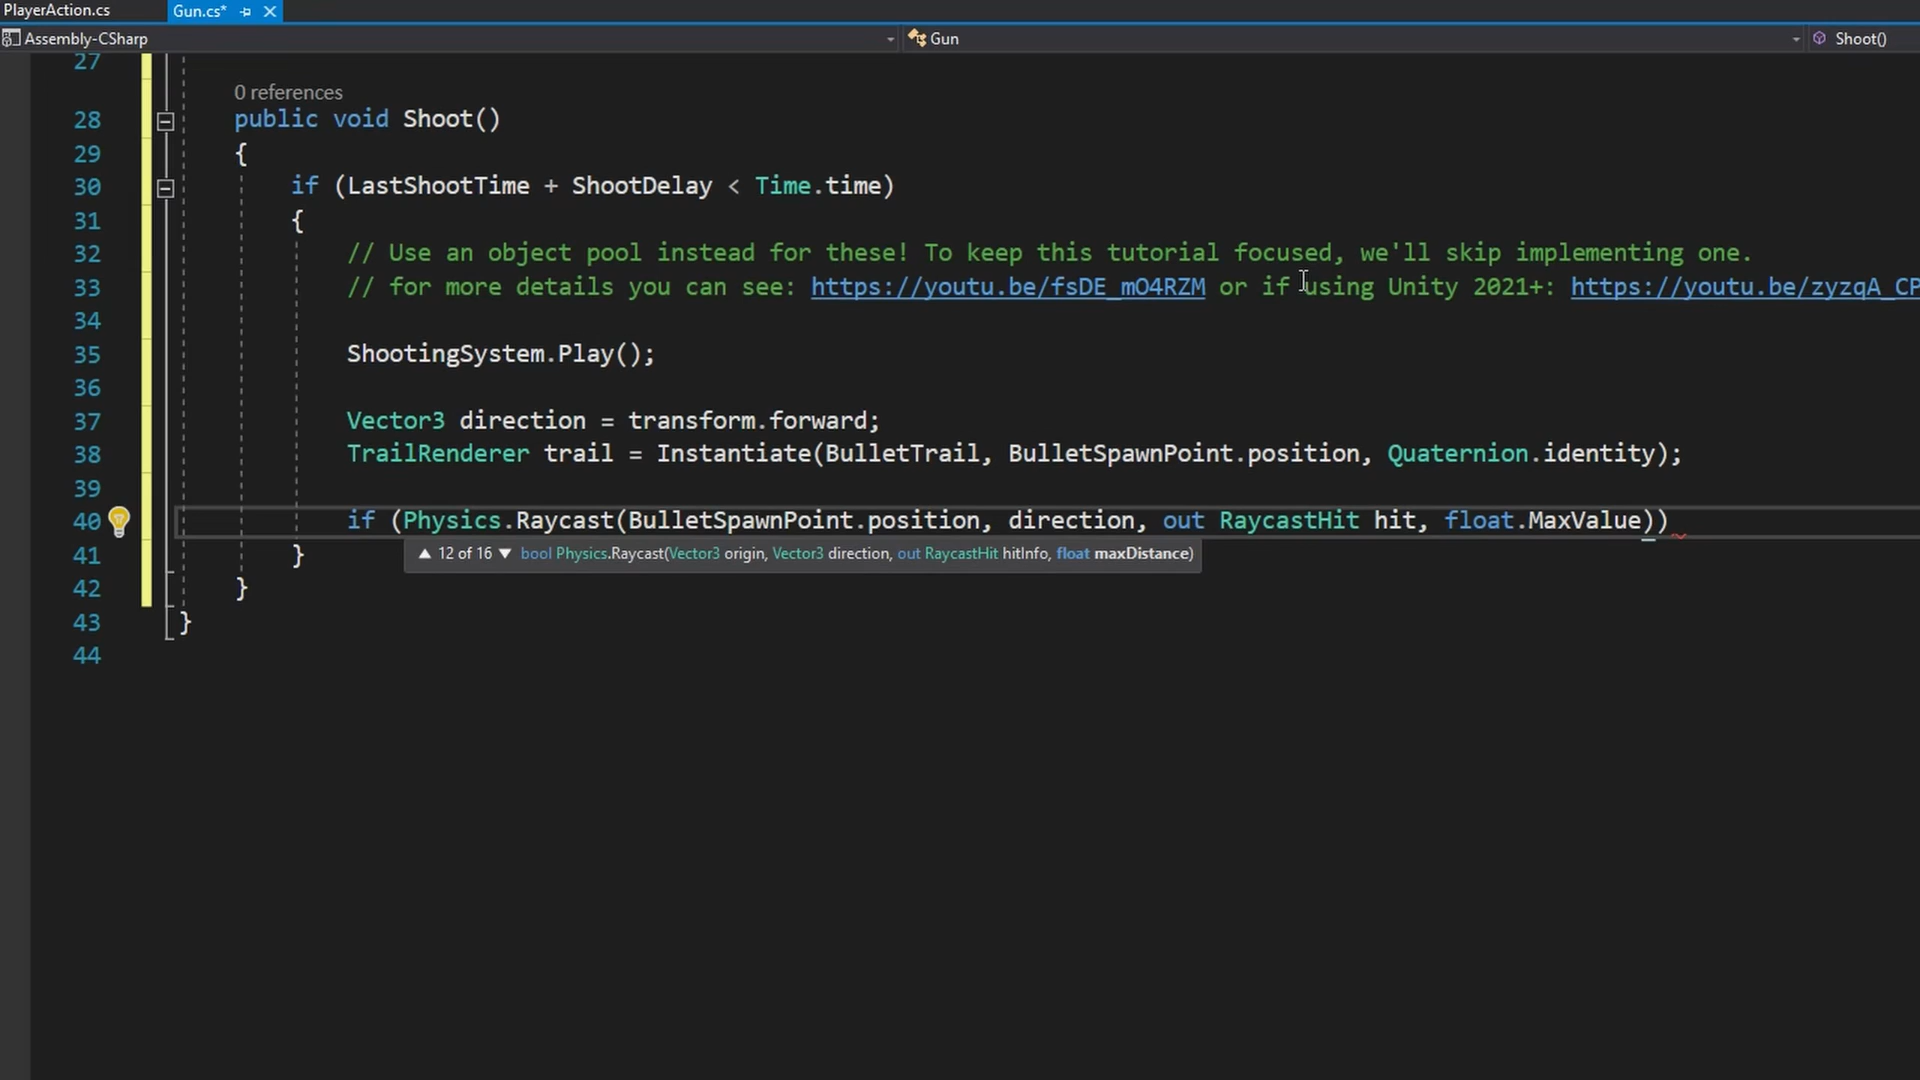 PlayerAction.cs Gun.cs*
Assembly-CSharp Gun Shoot()
27
0 references
28 public void Shoot()
29 {
30 if (LastShootTime + ShootDelay < Time.time)
31 {
32 // Use an object pool instead for these! To keep this tutorial focused, we'll skip implementing one.
33 // for more details you can see: https://youtu.be/fsDE_mO4RZM or if using Unity 2021+: https://youtu.be/zyzqA_CP
34
35 ShootingSystem.Play();
36
37 Vector3 direction = transform.forward;
38 TrailRenderer trail = Instantiate(BulletTrail, BulletSpawnPoint.position, Quaternion.identity);
39
40 if (Physics.Raycast(BulletSpawnPoint.position, direction, out RaycastHit hit, float.MaxValue))
▲ 12 of 16 ▼ bool Physics.Raycast(Vector3 origin, Vector3 direction, out RaycastHit hitInfo, float maxDistance)
41 }
42 }
43 }
44